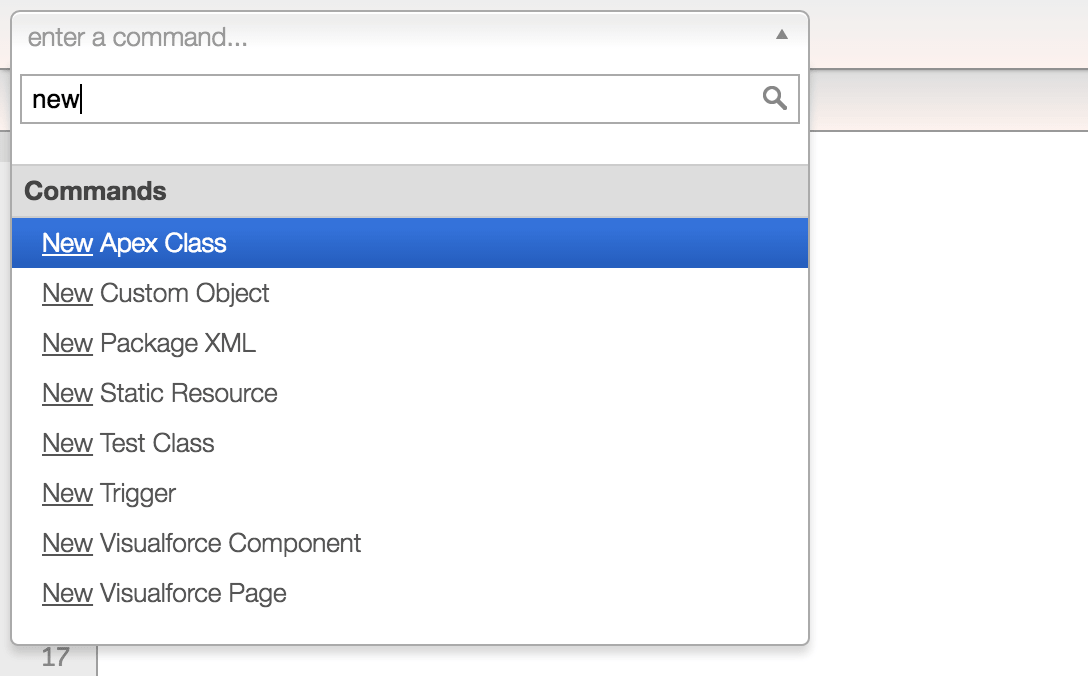 enter a command...
new
Commands
New Apex Class
New Custom Object
New Package XML
New Static Resource
New Test Class
New Trigger
New Visualforce Component
New Visualforce Page
17